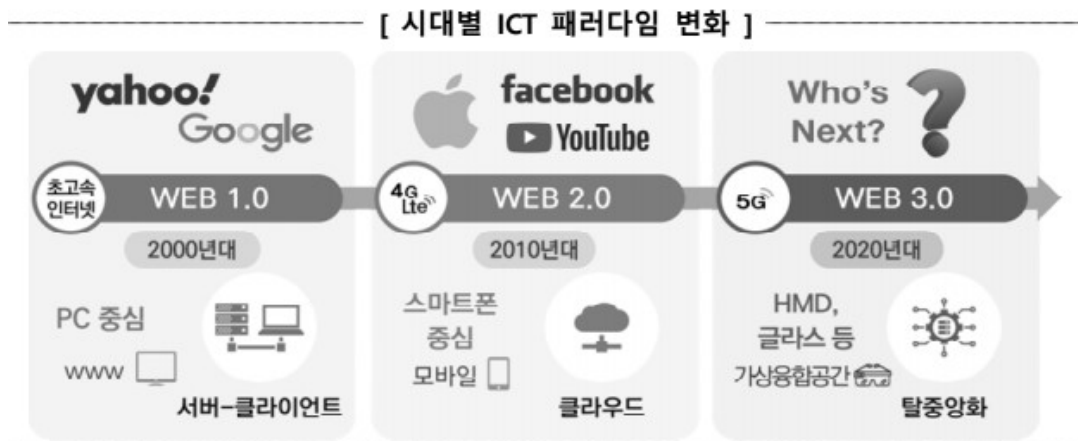 [ 시대별 ICT 패러다임 변화 ]
yahoo!
Google
초고속
인터넷
WEB 1.0
2000년대
PC 중심
www
서버-클라이언트
facebook
YouTube
4G
Lte
WEB 2.0
2010년대
스마트폰
중심
모바일
클라우드
Who's
Next?
?
5G
WEB 3.0
2020년대
HMD,
글라스 등
가상융합공간
탈중앙화